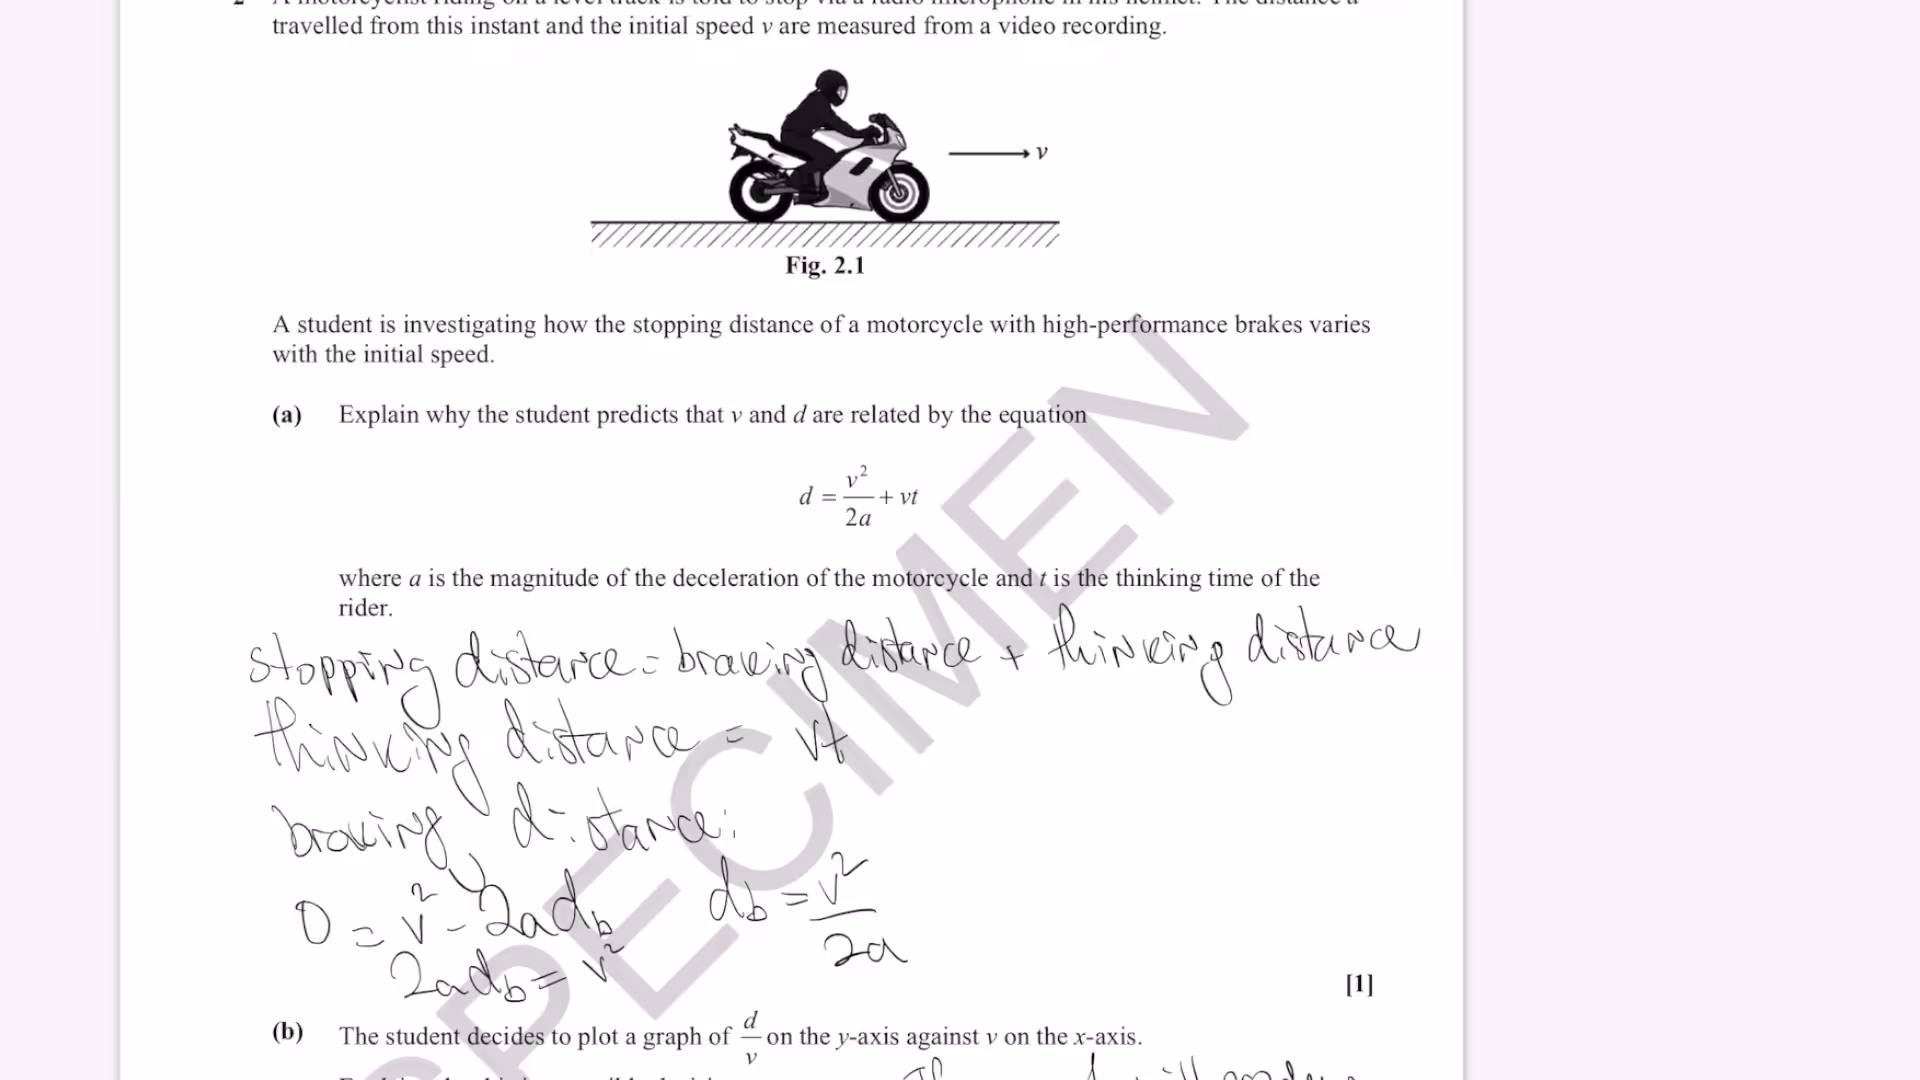 travelled from this instant and the initial speed v are measured from a video recording.
v
Fig. 2.1
A student is investigating how the stopping distance of a motorcycle with high-performance brakes varies
with the initial speed.
(a) Explain why the student predicts that v and d are related by the equation
d = v²/2a + vt
where a is the magnitude of the deceleration of the motorcycle and t is the thinking time of the
rider.
stopping distance = braking distance + thinking distance
thinking distance = vt
braking distance:
0 = v² - 2ad_b d_b = v²/2a
2ad_b = v²
[1]
(b) The student decides to plot a graph of d/v on the y-axis against v on the x-axis.
SPECIMEN